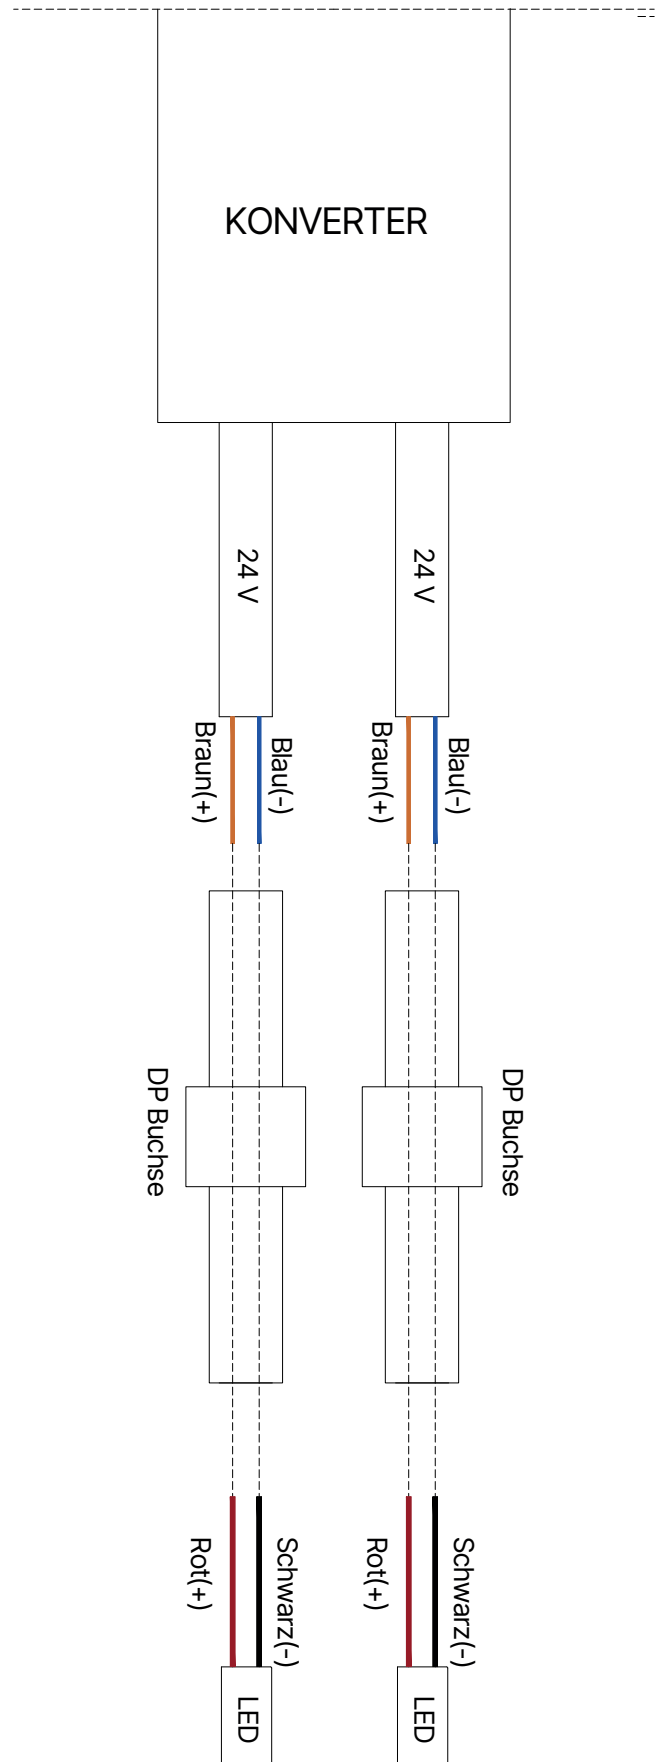 KONVERTER
24 V
24 V
Braun(+)
Blau(-)
Braun(+)
Blau(-)
DP Buchse
DP Buchse
Rot(+)
Schwarz(-)
Rot(+)
Schwarz(-)
LED
LED